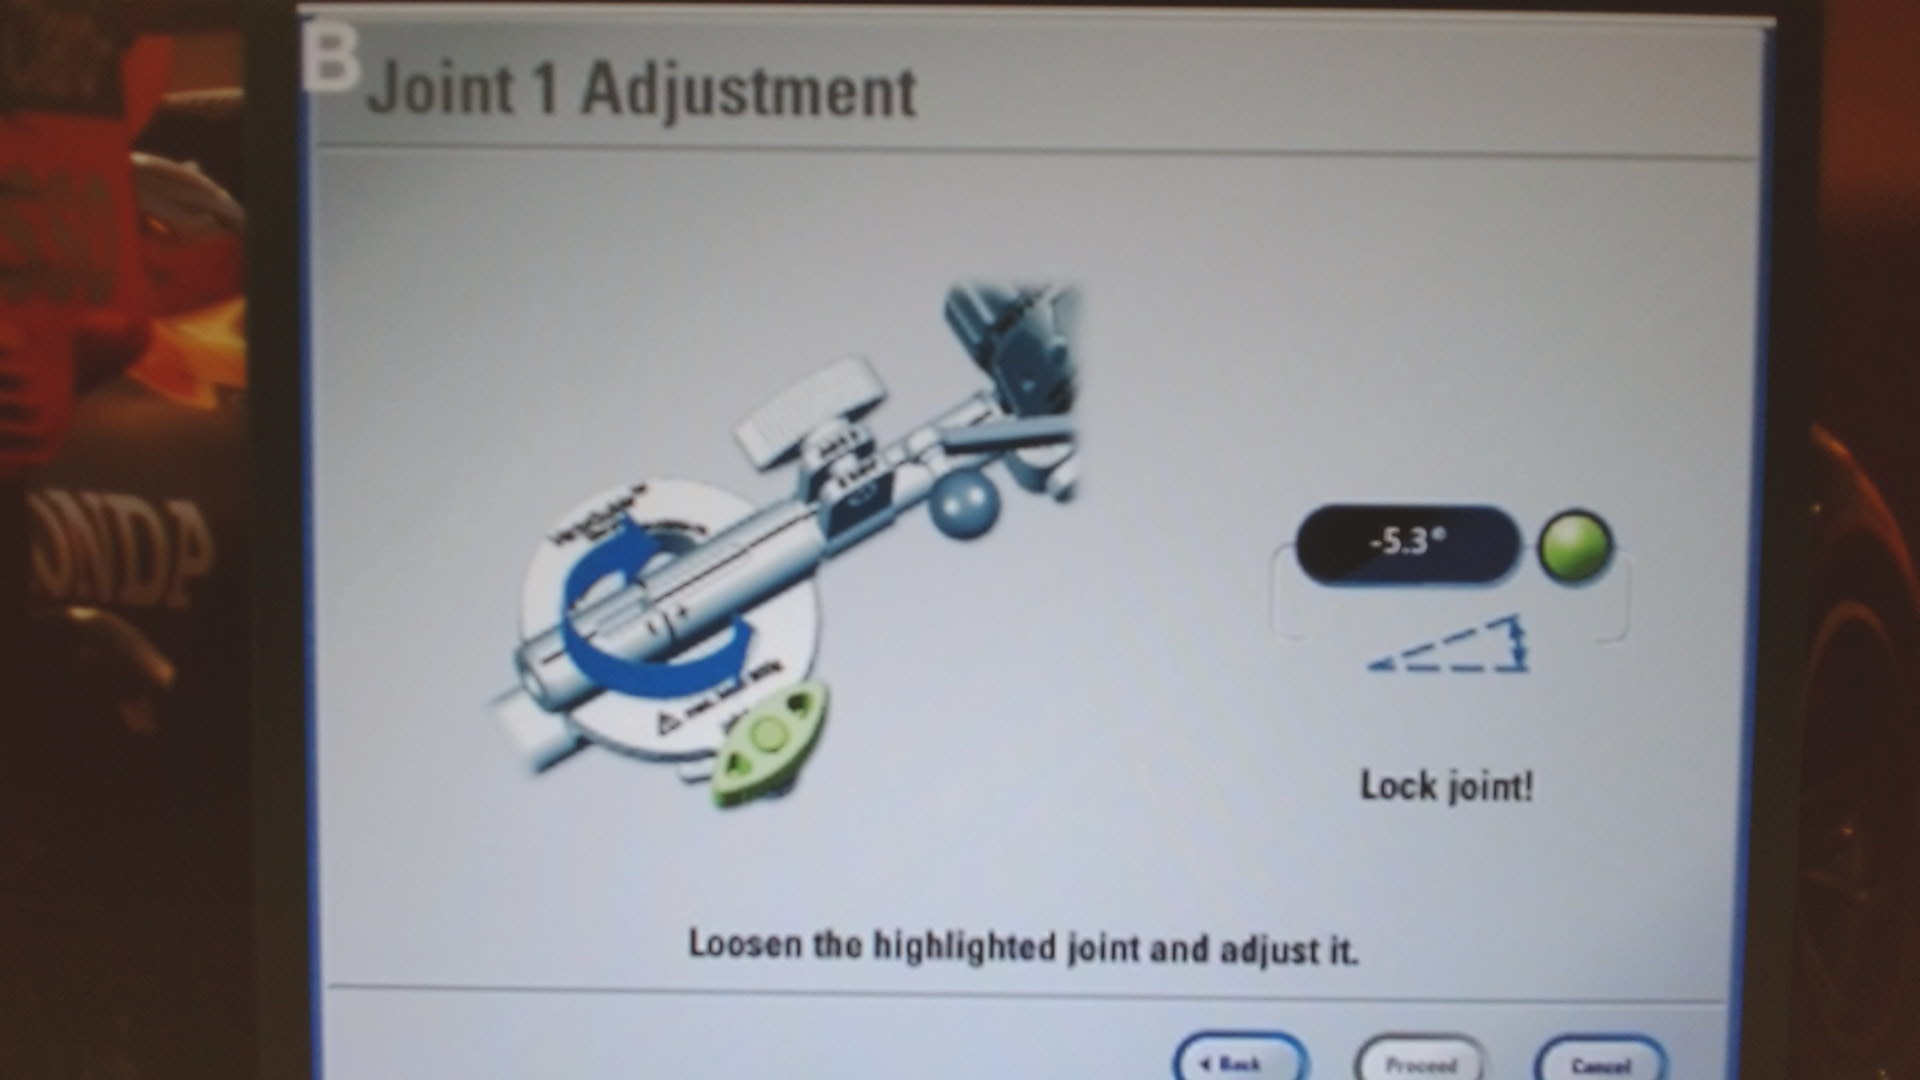 B
Joint 1 Adjustment
-5.3°
Lock joint!
Loosen the highlighted joint and adjust it.
Back
Proceed
Cancel